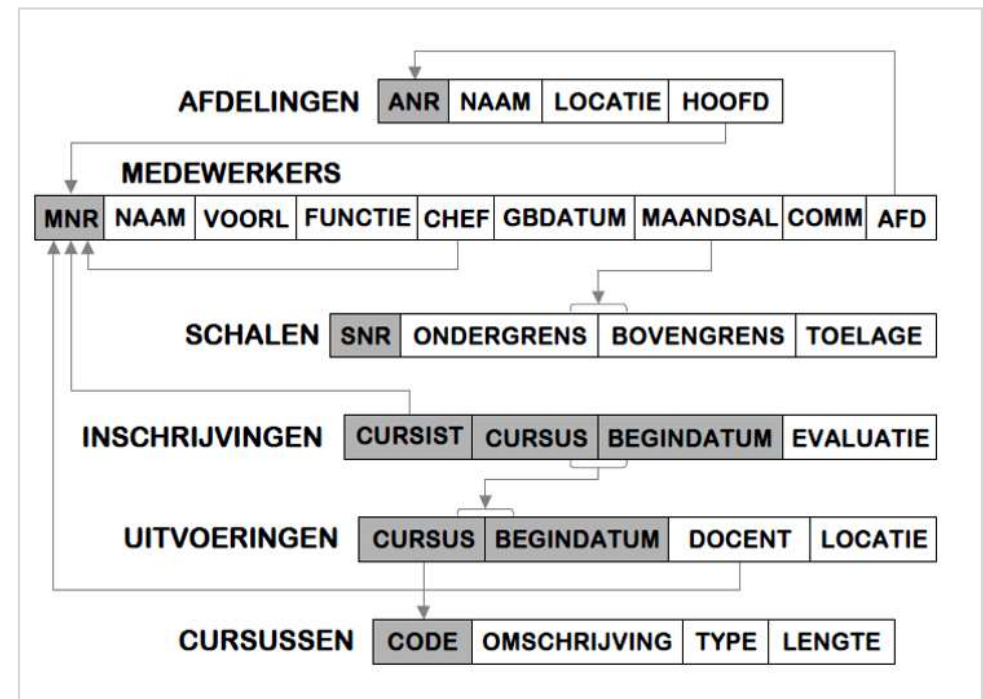 AFDELINGEN ANR NAAM LOCATIE HOOFD
MEDEWERKERS
MNR NAAM VOORL FUNCTIE CHEF GBDATUM MAANDSAL COMM AFD
SCHALEN SNR ONDERGRENS BOVENGRENS TOELAGE
INSCHRIJVINGEN CURSIST CURSUS BEGINDATUM EVALUATIE
UITVOERINGEN CURSUS BEGINDATUM DOCENT LOCATIE
CURSUSSEN CODE OMSCHRIJVING TYPE LENGTE